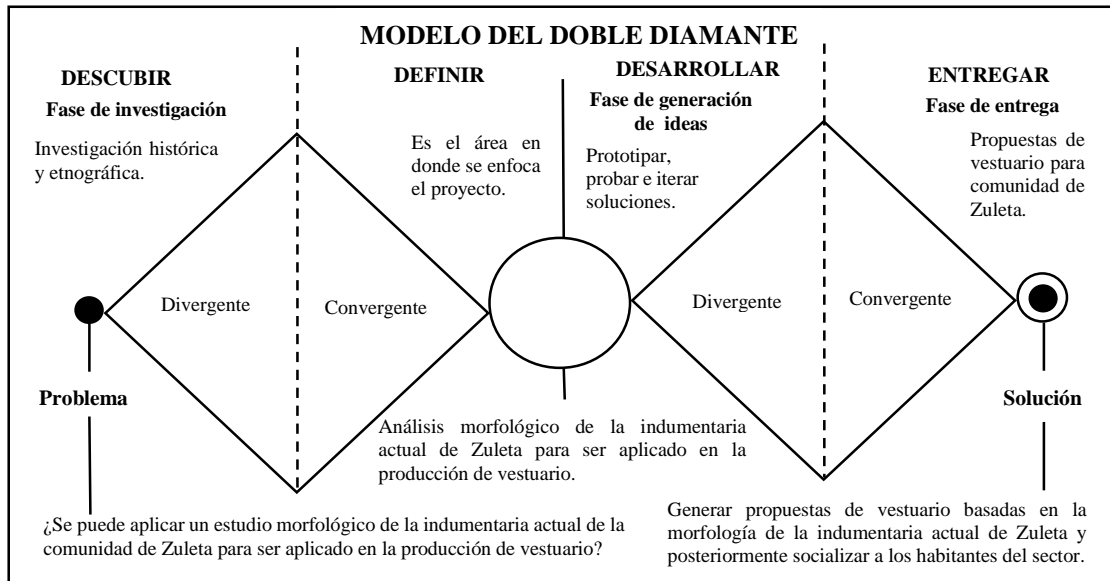 MODELO DEL DOBLE DIAMANTE
DESCUBIR
Fase de investigación
Investigación histórica
y etnográfica.
DEFINIR
Es el área en
donde se enfoca
el proyecto.
DESARROLLAR
Fase de generación
de ideas
Prototipar,
probar e iterar
soluciones.
ENTREGAR
Fase de entrega
Propuestas de
vestuario para
comunidad de
Zuleta.
Divergente
Convergente
Divergente
Convergente
Problema
Solución
Análisis morfológico de la indumentaria
actual de Zuleta para ser aplicado en la
producción de vestuario.
¿Se puede aplicar un estudio morfológico de la indumentaria actual de la
comunidad de Zuleta para ser aplicado en la producción de vestuario?
Generar propuestas de vestuario basadas en la
morfología de la indumentaria actual de Zuleta y
posteriormente socializar a los habitantes del sector.